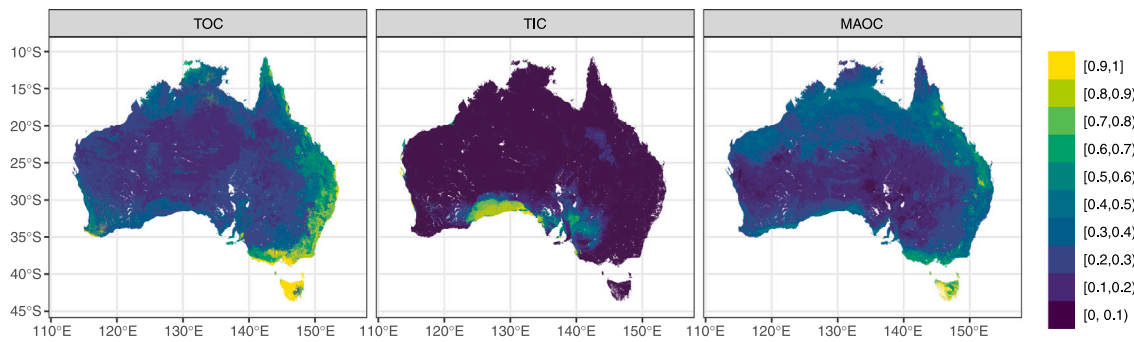 TOC TIC MAOC
10°S
15°S
20°S
25°S
30°S
35°S
40°S
45°S
110°E 120°E 130°E 140°E 150°E 110°E 120°E 130°E 140°E 150°E 110°E 120°E 130°E 140°E 150°E
[0.9,1]
[0.8,0.9)
[0.7,0.8)
[0.6,0.7)
[0.5,0.6)
[0.4,0.5)
[0.3,0.4)
[0.2,0.3)
[0.1,0.2)
[0, 0.1)